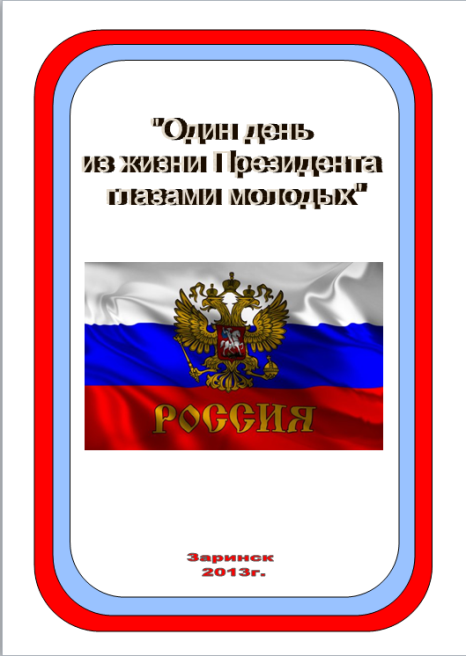 "Один день
из жизни Президента
глазами молодых"
РОССИЯ
Заринск
2013г.